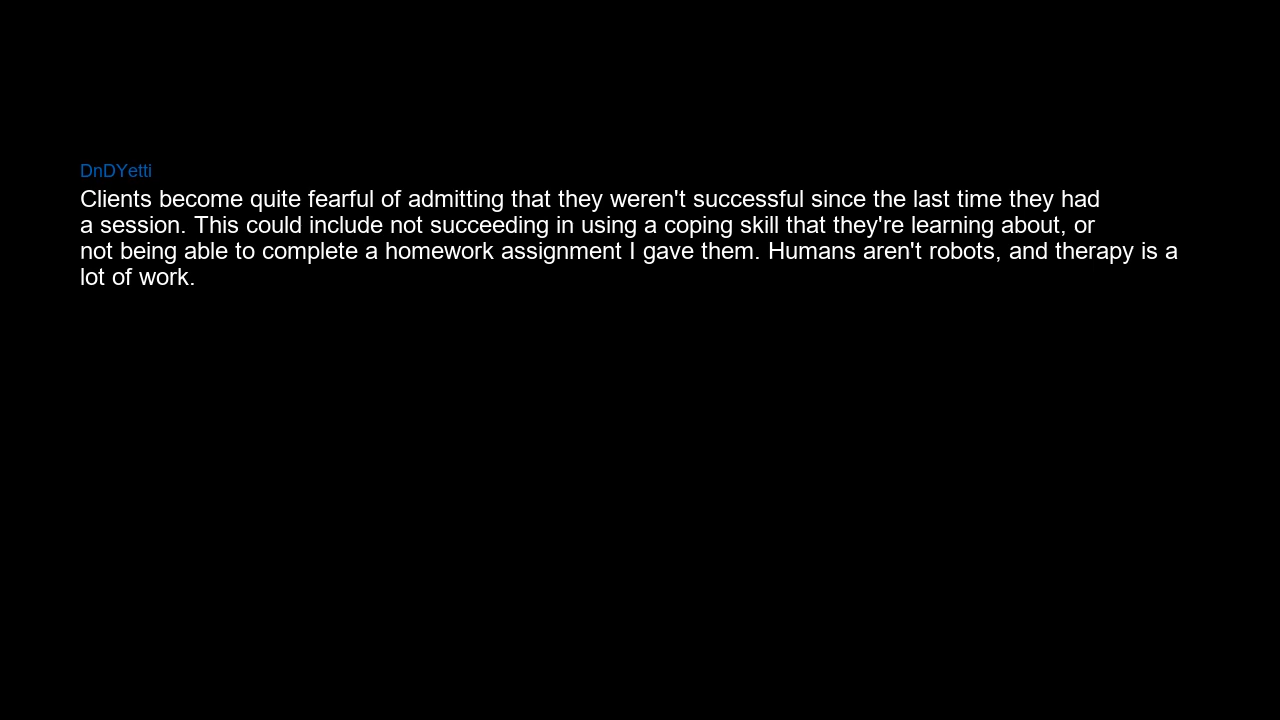 DnDYetti
Clients become quite fearful of admitting that they weren't successful since the last time they had
a session. This could include not succeeding in using a coping skill that they're learning about, or
not being able to complete a homework assignment I gave them. Humans aren't robots, and therapy is a
lot of work.